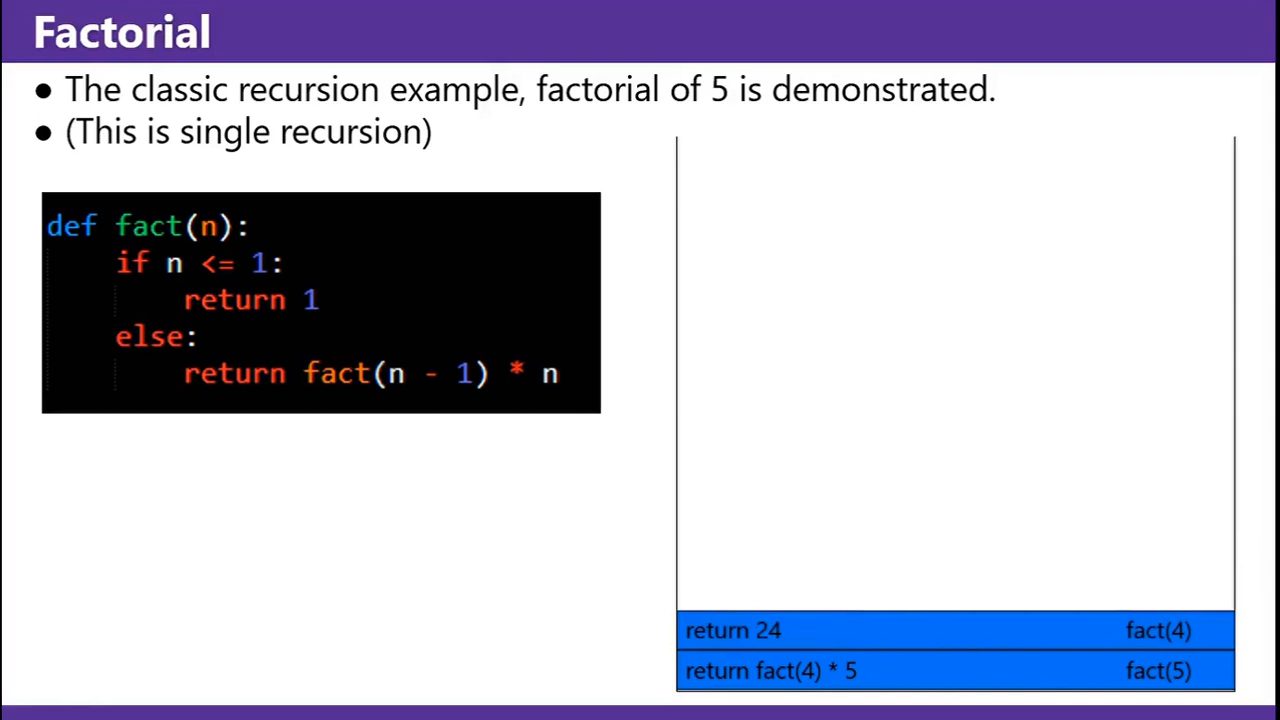 Factorial
● The classic recursion example, factorial of 5 is demonstrated.
● (This is single recursion)
def fact(n):
    if n <= 1:
        return 1
    else:
        return fact(n - 1) * n
return 24 fact(4)
return fact(4) * 5 fact(5)